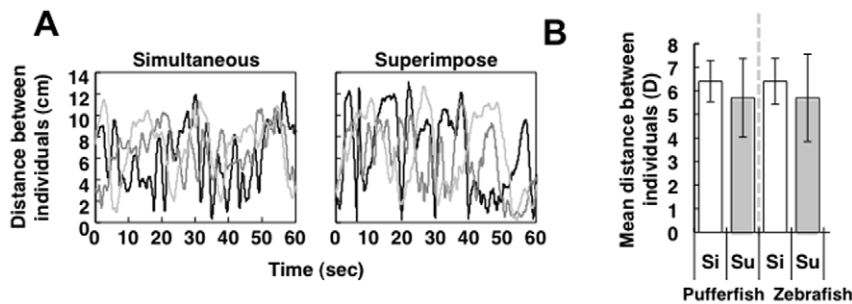 A
Simultaneous
Superimpose
Distance between
individuals (cm)
14
12
10
8
6
4
2
0
0 10 20 30 40 50 60
0 10 20 30 40 50 60
Time (sec)
B
Mean distance between
individuals (D)
8
7
6
5
4
3
2
1
0
Si Su Si Su
Pufferfish Zebrafish